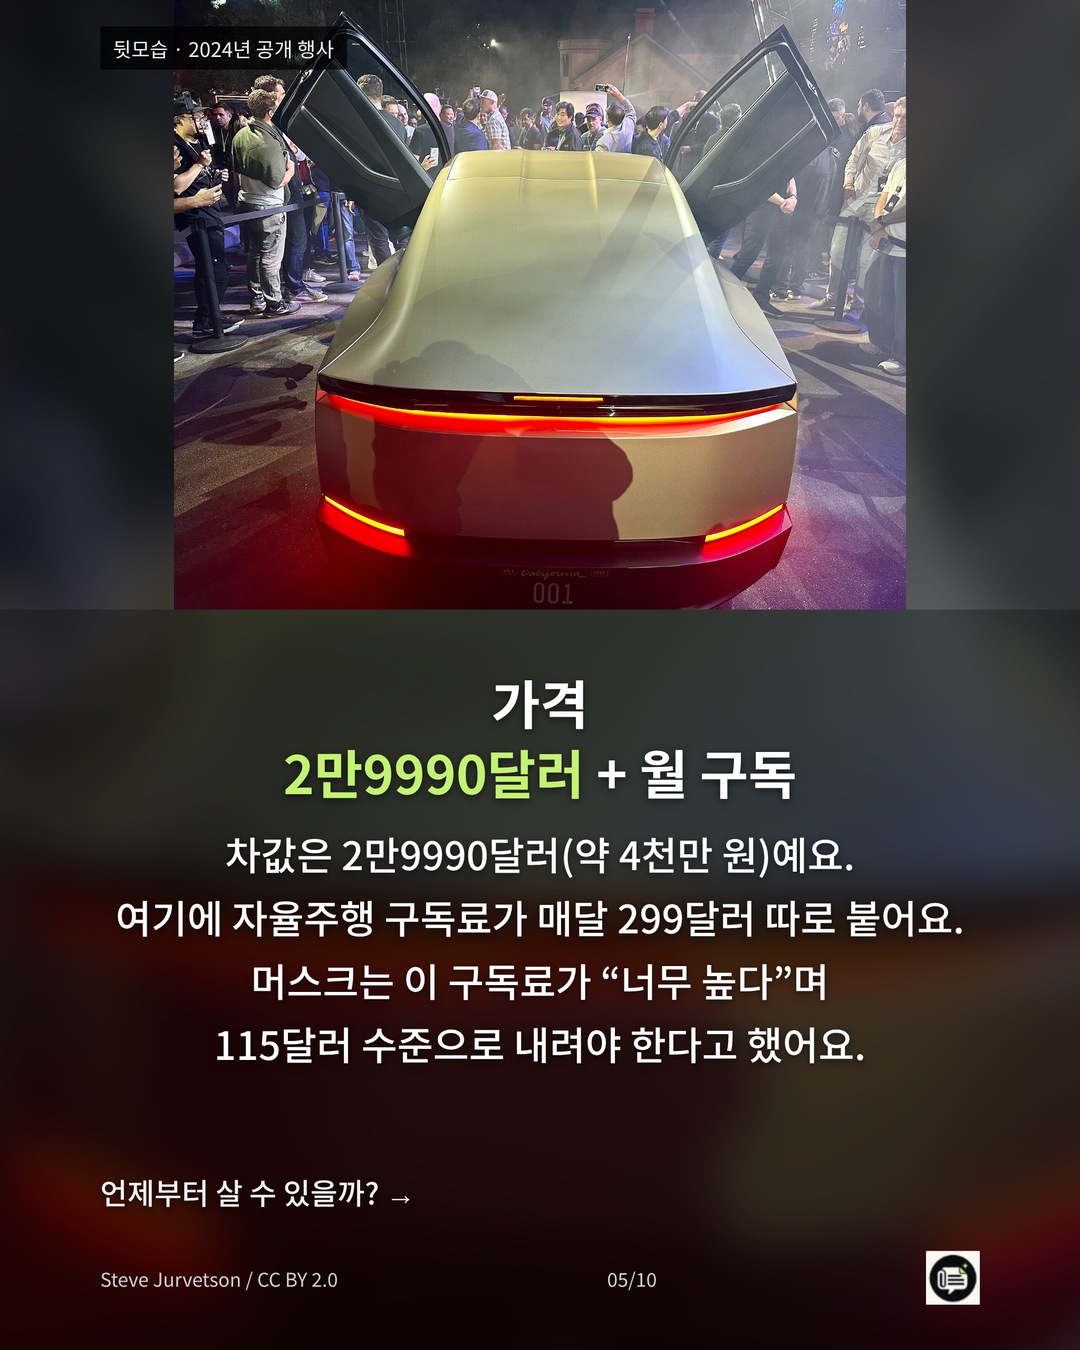 뒷모습 · 2024년 공개 행사
California
001
가격
2만9990달러 + 월 구독
차값은 2만9990달러(약 4천만 원)예요.
여기에 자율주행 구독료가 매달 299달러 따로 붙어요.
머스크는 이 구독료가 “너무 높다”며
115달러 수준으로 내려야 한다고 했어요.
언제부터 살 수 있을까? →
Steve Jurvetson / CC BY 2.0
05/10